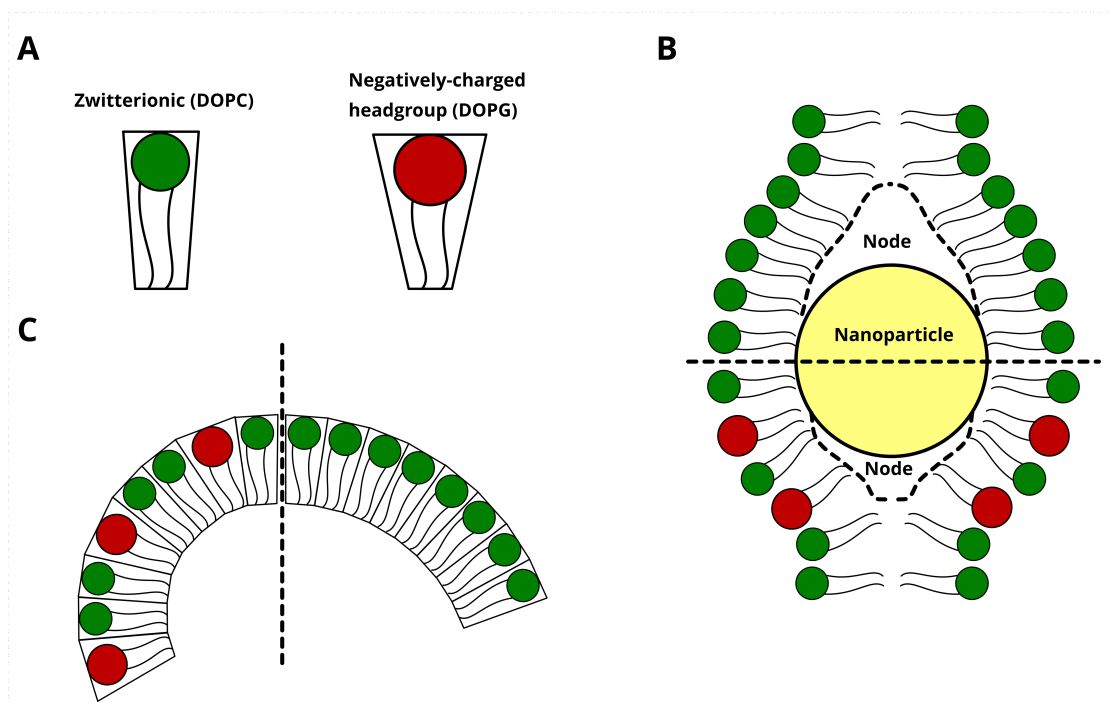 A
Zwitterionic (DOPC)
Negatively-charged
headgroup (DOPG)
B
Node
Nanoparticle
Node
C